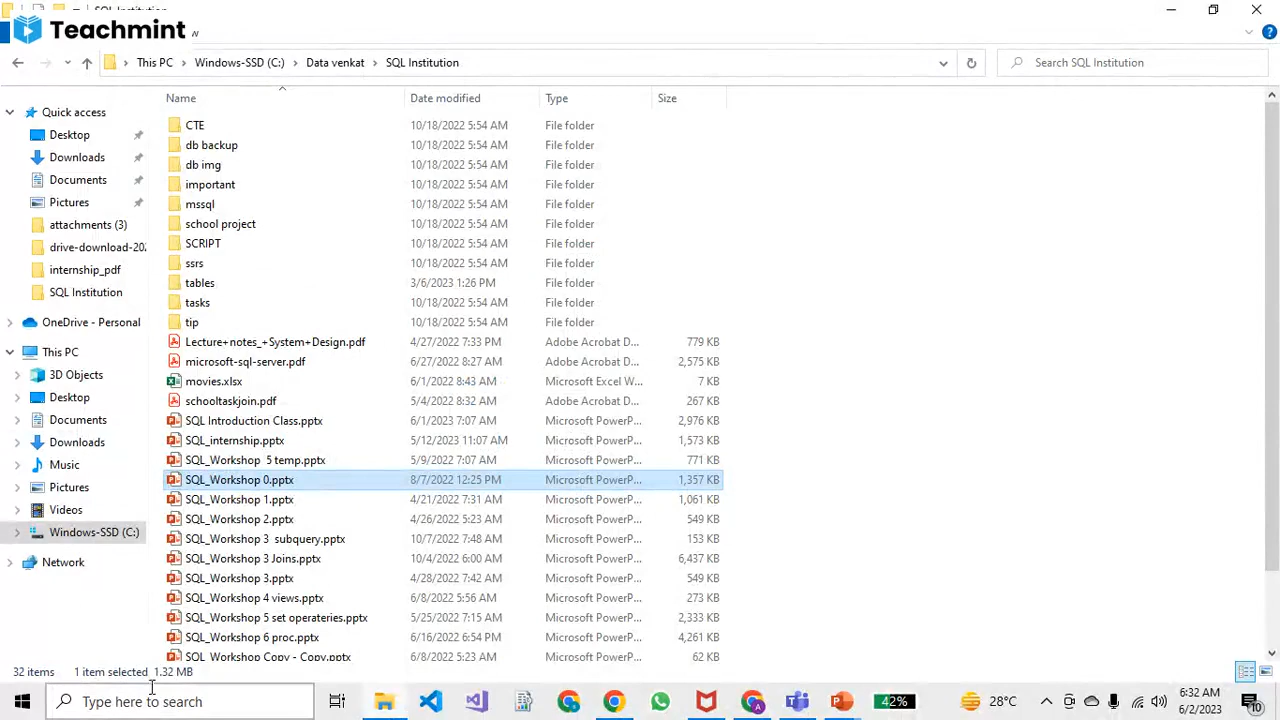 SQL Institution
Teachmint
This PC > Windows-SSD (C:) > Data venkat > SQL Institution
Search SQL Institution
Name Date modified Type Size
Quick access
Desktop
Downloads
Documents
Pictures
attachments (3)
drive-download-202
internship_pdf
SQL Institution
OneDrive - Personal
This PC
3D Objects
Desktop
Documents
Downloads
Music
Pictures
Videos
Windows-SSD (C:)
Network
CTE 10/18/2022 5:54 AM File folder
db backup 10/18/2022 5:54 AM File folder
db img 10/18/2022 5:54 AM File folder
important 10/18/2022 5:54 AM File folder
mssql 10/18/2022 5:54 AM File folder
school project 10/18/2022 5:54 AM File folder
SCRIPT 10/18/2022 5:54 AM File folder
ssrs 10/18/2022 5:54 AM File folder
tables 3/6/2023 1:26 PM File folder
tasks 10/18/2022 5:54 AM File folder
tip 10/18/2022 5:54 AM File folder
Lecture+notes_+System+Design.pdf 4/27/2022 7:33 PM Adobe Acrobat D... 779 KB
microsoft-sql-server.pdf 6/27/2022 8:27 AM Adobe Acrobat D... 2,575 KB
movies.xlsx 6/1/2022 8:43 AM Microsoft Excel W... 7 KB
schooltaskjoin.pdf 5/4/2022 8:32 AM Adobe Acrobat D... 267 KB
SQL Introduction Class.pptx 6/1/2023 7:07 AM Microsoft PowerP... 2,976 KB
SQL_internship.pptx 5/12/2023 11:07 AM Microsoft PowerP... 1,573 KB
SQL_Workshop 5 temp.pptx 5/9/2022 7:07 AM Microsoft PowerP... 771 KB
SQL_Workshop 0.pptx 8/7/2022 12:25 PM Microsoft PowerP... 1,357 KB
SQL_Workshop 1.pptx 4/21/2022 7:31 AM Microsoft PowerP... 1,061 KB
SQL_Workshop 2.pptx 4/26/2022 5:23 AM Microsoft PowerP... 549 KB
SQL_Workshop 3 subquery.pptx 10/7/2022 7:48 AM Microsoft PowerP... 153 KB
SQL_Workshop 3 Joins.pptx 10/4/2022 6:00 AM Microsoft PowerP... 6,437 KB
SQL_Workshop 3.pptx 4/28/2022 7:42 AM Microsoft PowerP... 549 KB
SQL_Workshop 4 views.pptx 6/8/2022 5:56 AM Microsoft PowerP... 273 KB
SQL_Workshop 5 set operateries.pptx 5/25/2022 7:15 AM Microsoft PowerP... 2,333 KB
SQL_Workshop 6 proc.pptx 6/16/2022 6:54 PM Microsoft PowerP... 4,261 KB
SQL_Workshop Copy - Copy.pptx 6/8/2022 5:23 AM Microsoft PowerP... 62 KB
32 items 1 item selected 1.32 MB
Type here to search
42%
28°C
6:32 AM
6/2/2023
10